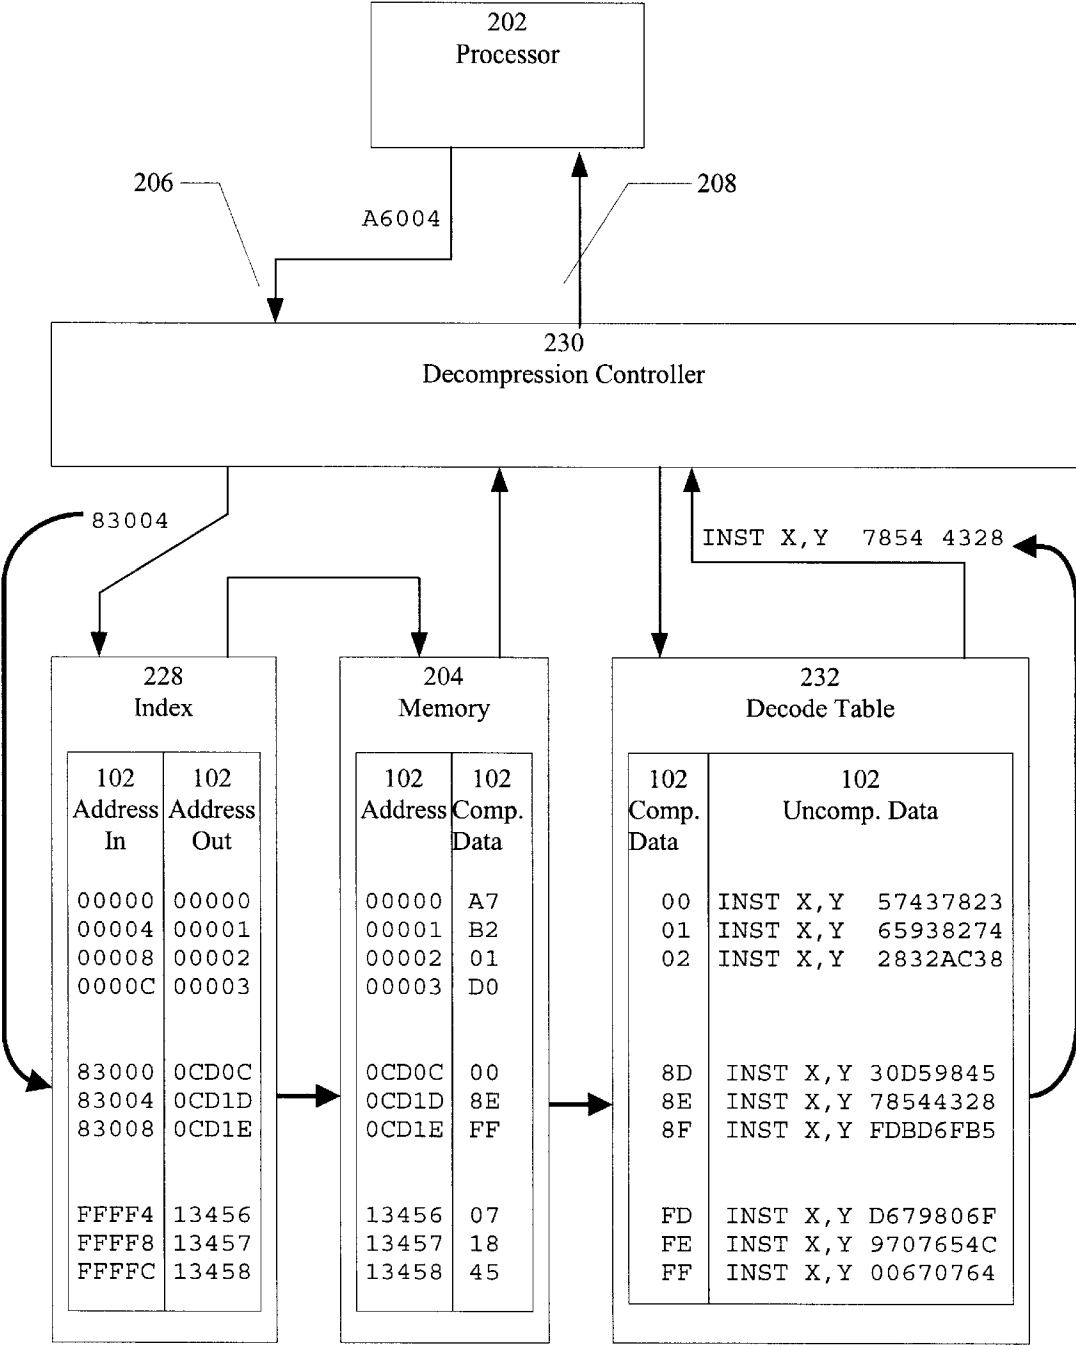 202
Processor
206
208
A6004
230
Decompression Controller
83004
INST X,Y 7854 4328
228
Index
204
Memory
232
Decode Table
102 102
Address Address
In Out
00000 00000
00004 00001
00008 00002
0000C 00003
83000 0CD0C
83004 0CD1D
83008 0CD1E
FFFF4 13456
FFFF8 13457
FFFFC 13458
102 102
Address Comp.
Data
00000 A7
00001 B2
00002 01
00003 D0
0CD0C 00
0CD1D 8E
0CD1E FF
13456 07
13457 18
13458 45
102 102
Comp. Uncomp. Data
Data
00 INST X,Y 57437823
01 INST X,Y 65938274
02 INST X,Y 2832AC38
8D INST X,Y 30D59845
8E INST X,Y 78544328
8F INST X,Y FDBD6FB5
FD INST X,Y D679806F
FE INST X,Y 9707654C
FF INST X,Y 00670764